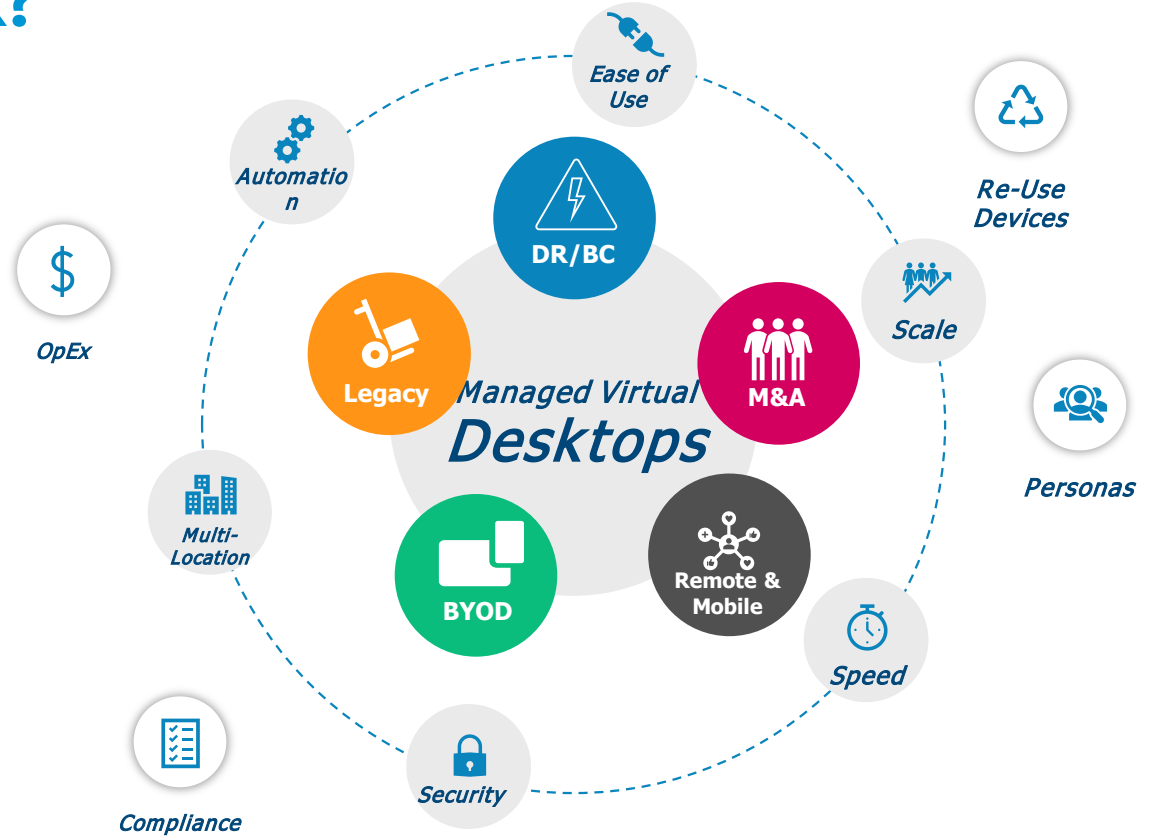 ?
Ease of
Use
Automatio
n
Re-Use
Devices
DR/BC
OpEx
Scale
Legacy
M&A
Managed Virtual
Desktops
Personas
Multi-
Location
Remote &
Mobile
BYOD
Speed
Security
Compliance